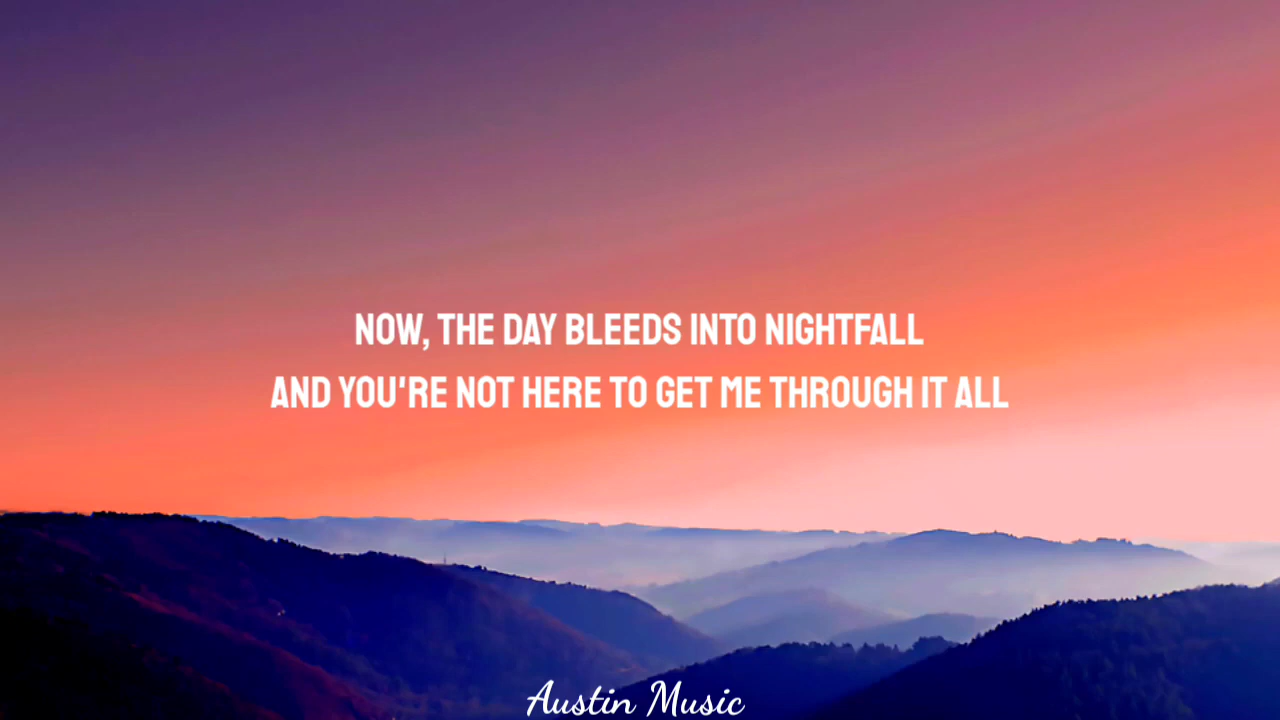 NOW, THE DAY BLEEDS INTO NIGHTFALL
AND YOU'RE NOT HERE TO GET ME THROUGH IT ALL
Austin Music